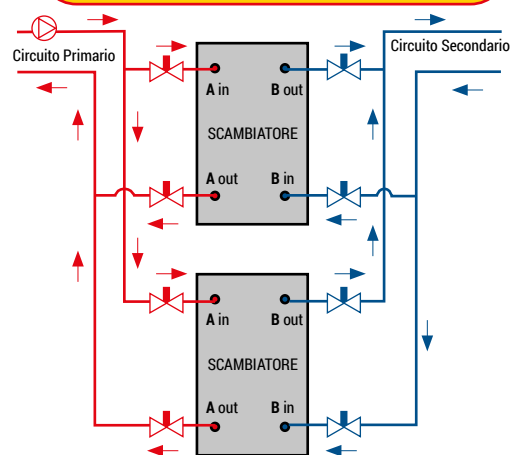 Circuito Primario
Circuito Secondario
A in
B out
SCAMBIATORE
A out
B in
A in
B out
SCAMBIATORE
A out
B in